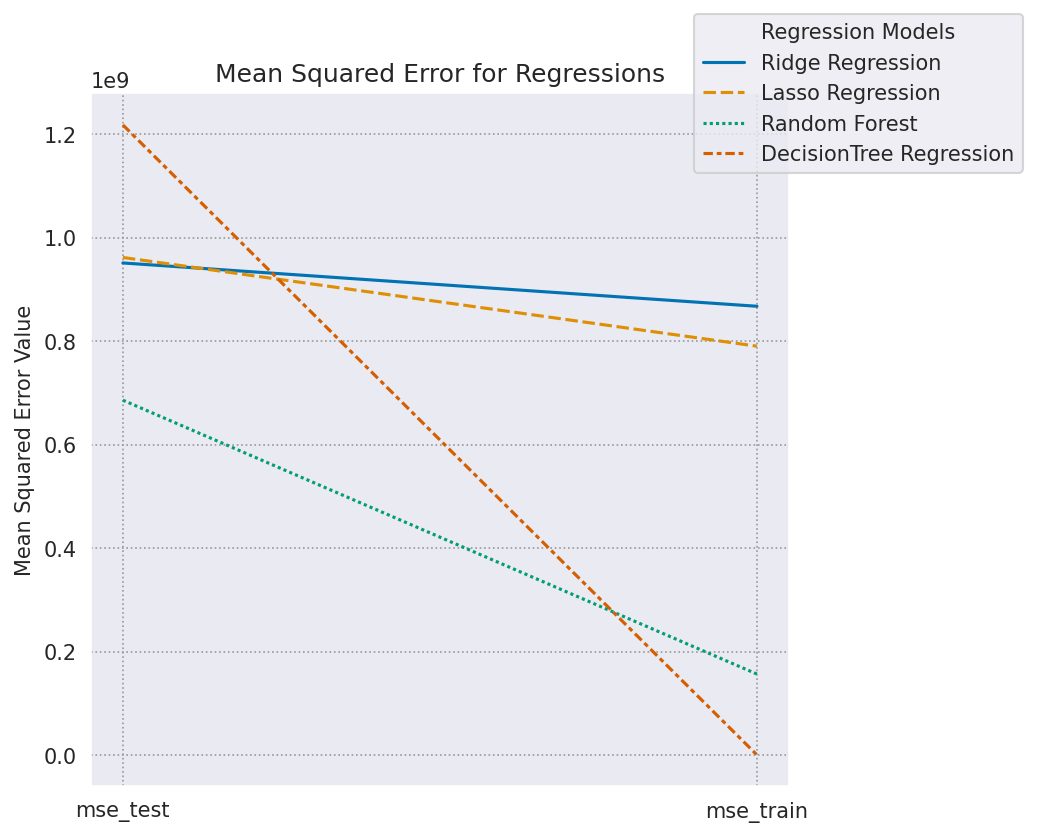 Regression Models
Ridge Regression
Lasso Regression
Random Forest
DecisionTree Regression
Mean Squared Error for Regressions
1e9
1.2
1.0
0.8
0.6
0.4
0.2
0.0
Mean Squared Error Value
mse_test
mse_train